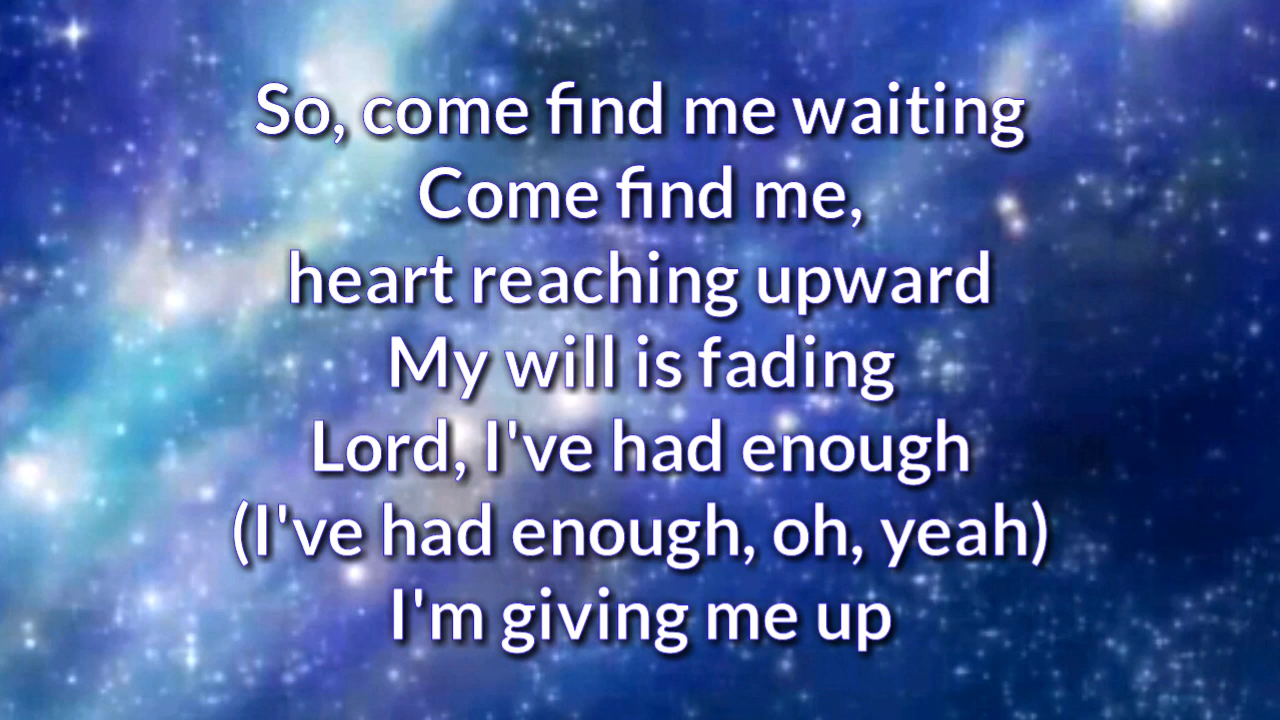 So, come find me waiting
Come find me,
heart reaching upward
My will is fading
Lord, I've had enough
(I've had enough, oh, yeah)
I'm giving me up